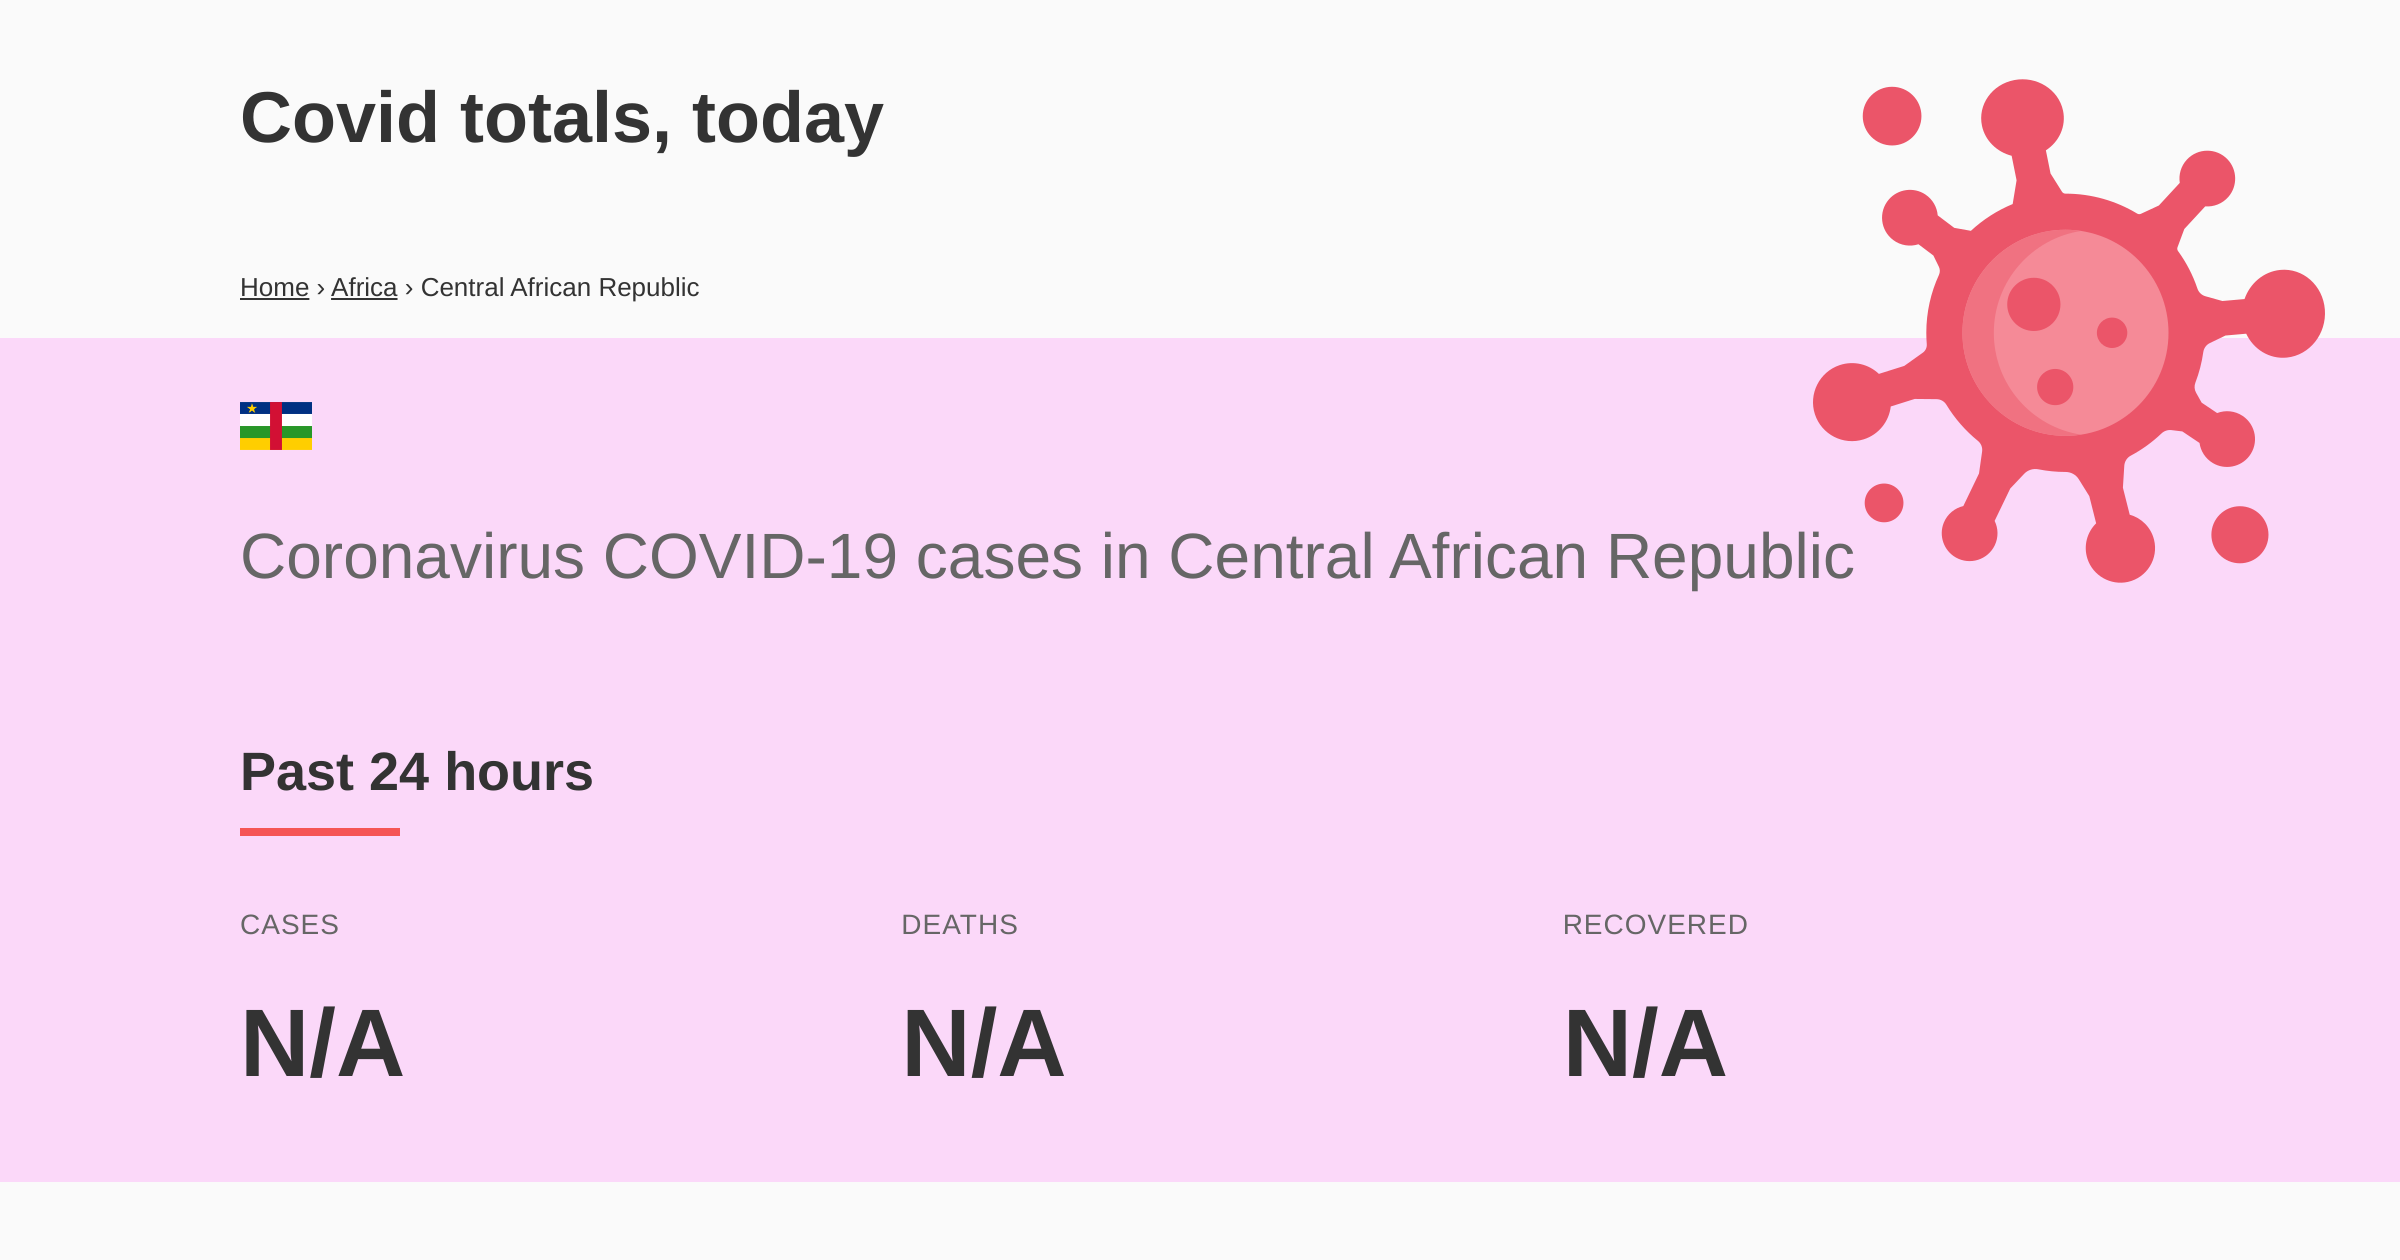 Covid totals, today
Home › Africa › Central African Republic
Coronavirus COVID-19 cases in Central African Republic
Past 24 hours
CASES DEATHS RECOVERED
N/A N/A N/A